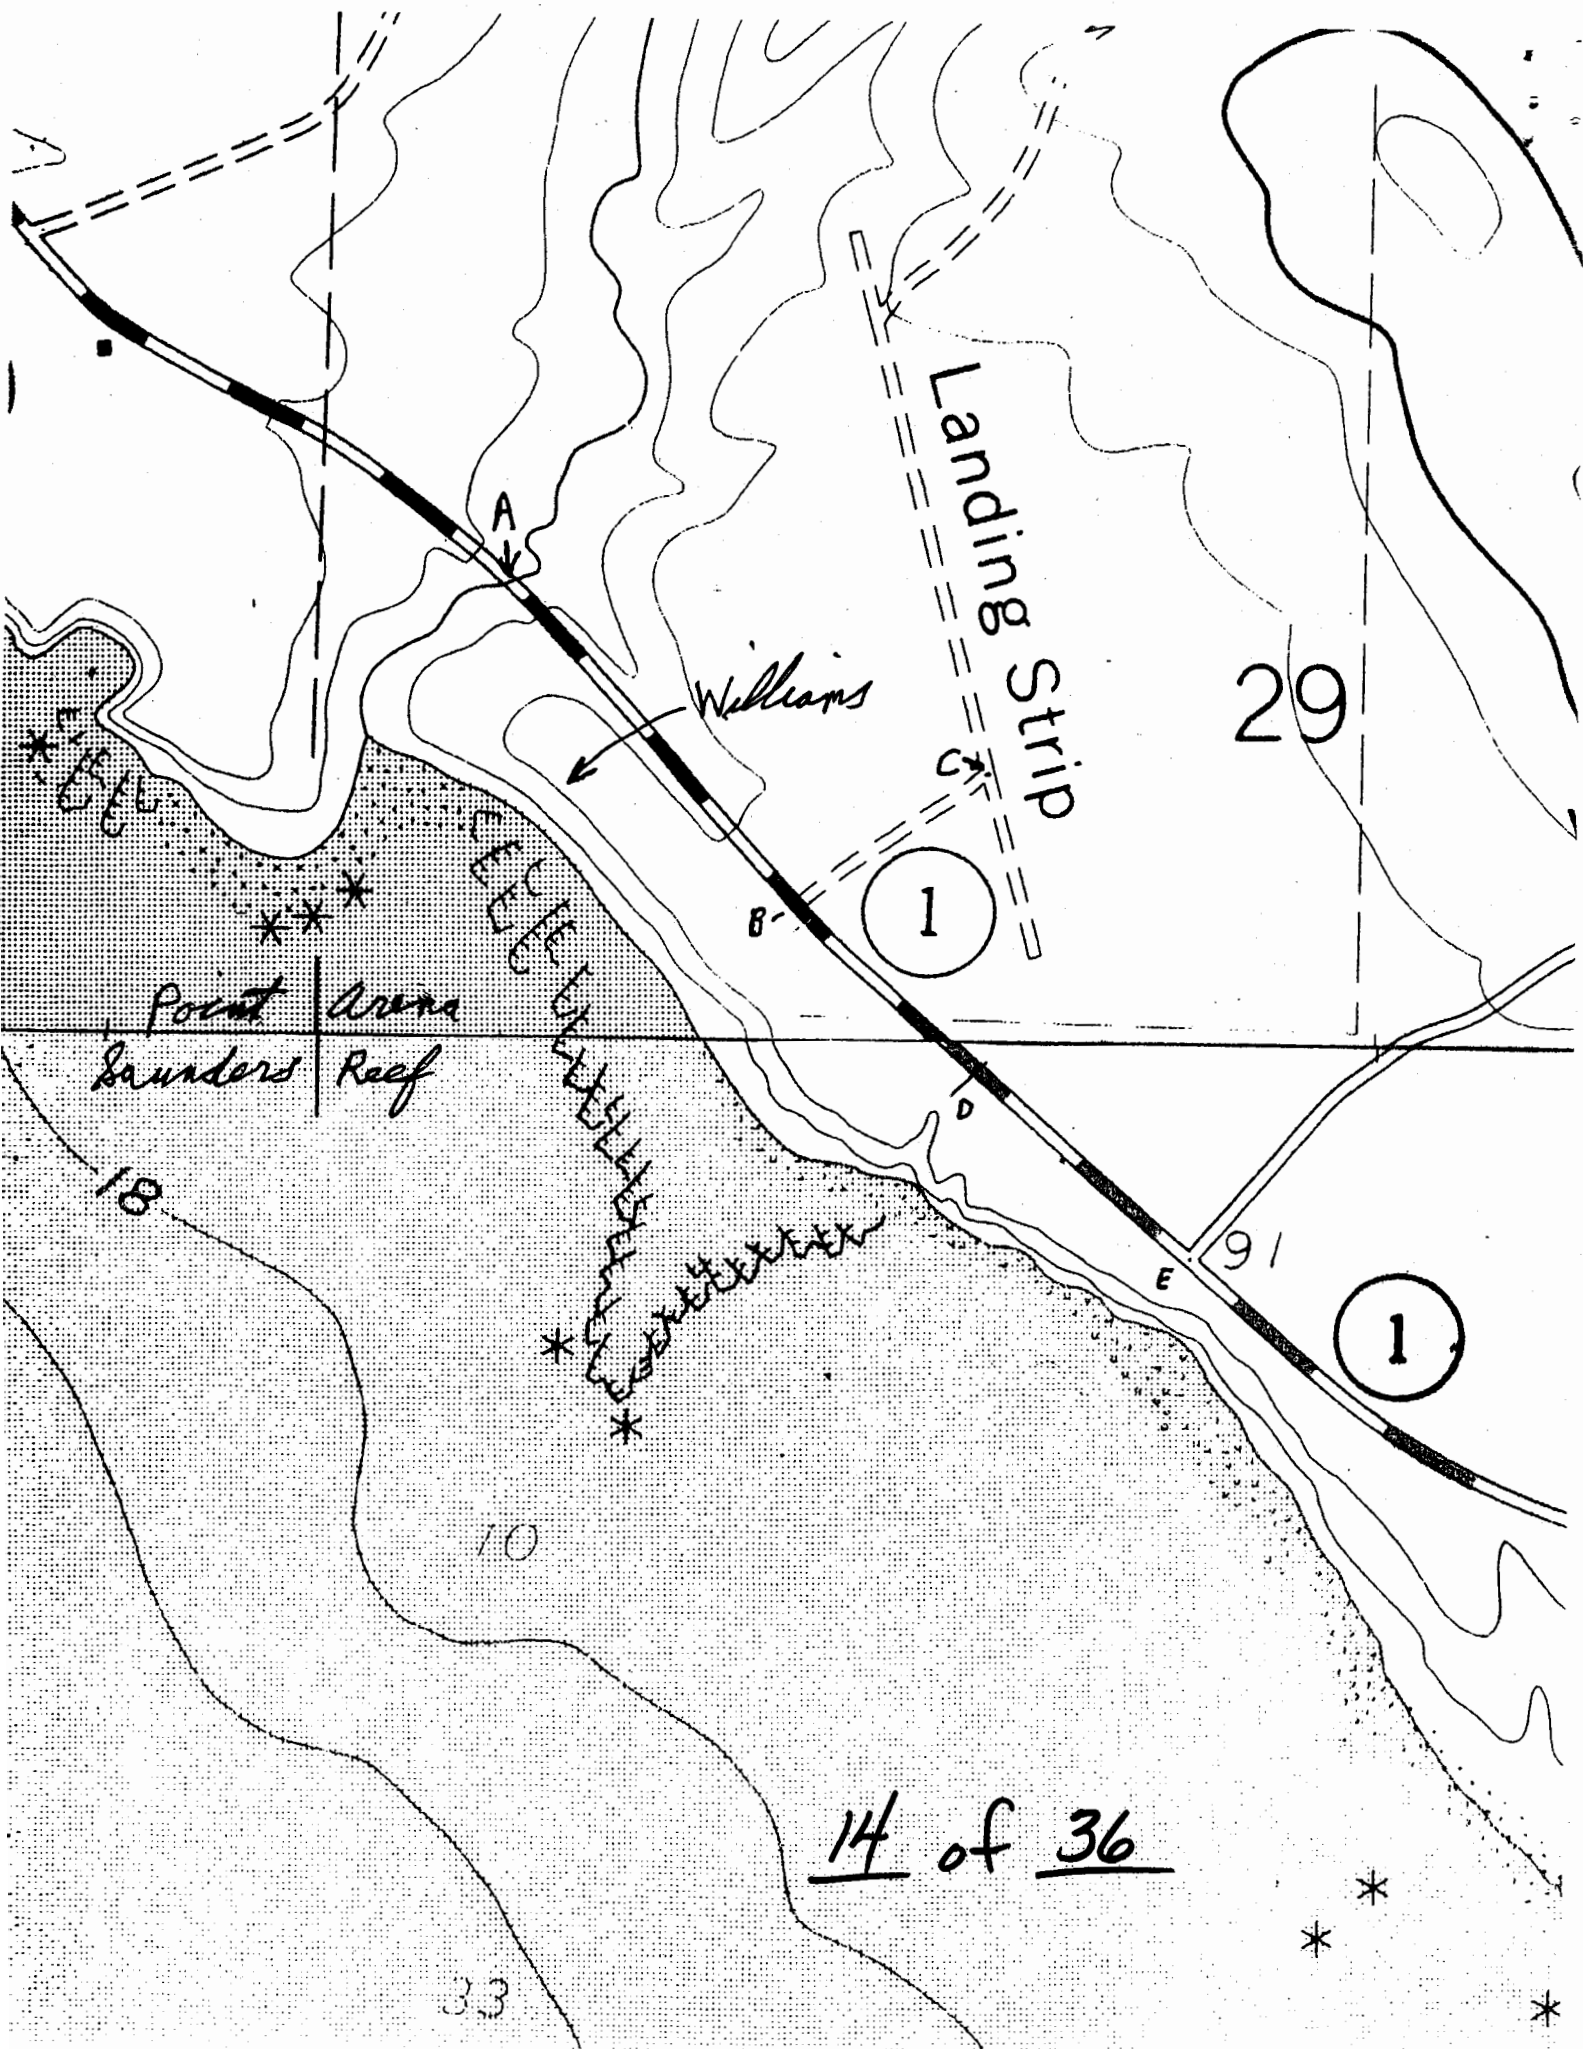 A
Landing Strip
Williams
29
C
B
1
Point Arena
Saunders Reef
D
18
91
E
1
10
14 of 36
33